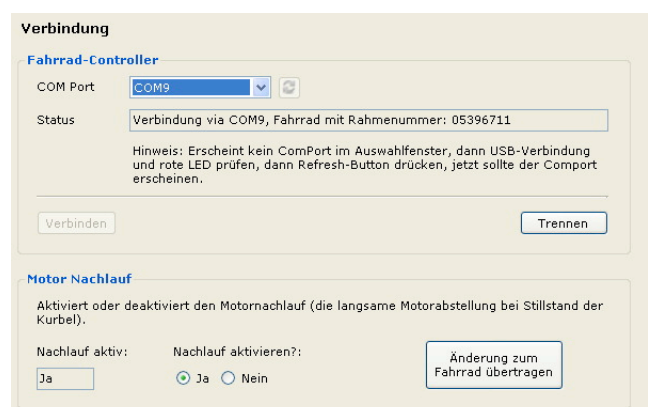 Verbindung
Fahrrad-Controller
COM Port COM9
Status Verbindung via COM9, Fahrrad mit Rahmenummer: 05396711
Hinweis: Erscheint kein ComPort im Auswahlfenster, dann USB-Verbindung
und rote LED prüfen, dann Refresh-Button drücken, jetzt sollte der Comport
erscheinen.
Verbinden Trennen
Motor Nachlauf
Aktiviert oder deaktiviert den Motornachlauf (die langsame Motorabstellung bei Stillstand der
Kurbel).
Nachlauf aktiv: Nachlauf aktivieren?:
Ja Ja Nein
Änderung zum
Fahrrad übertragen